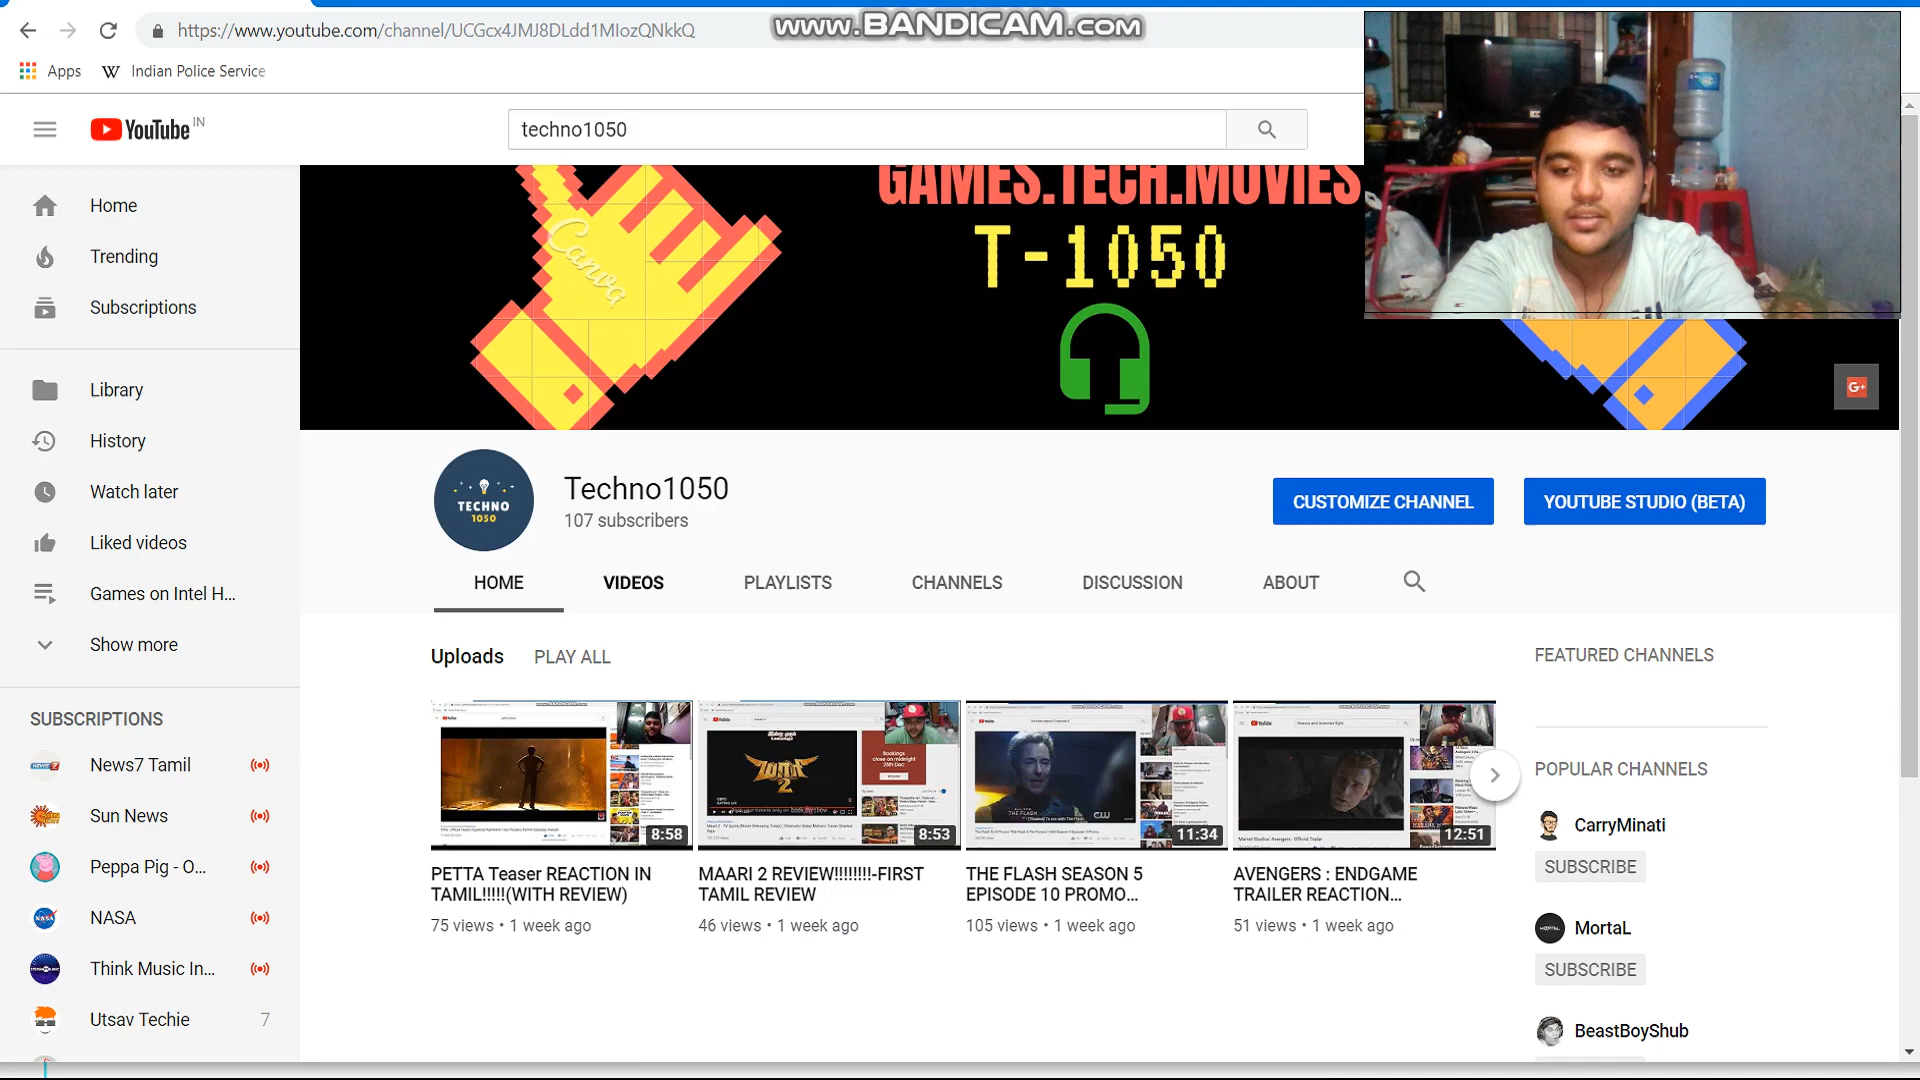 https://www.youtube.com/channel/UCGcx4JMJ8DLdd1MIozQNkkQ
www.BANDICAM.com
Apps
Indian Police Service
YouTube IN
techno1050
Home
Trending
Subscriptions
Library
History
Watch later
Liked videos
Games on Intel H...
Show more
SUBSCRIPTIONS
News7 Tamil
Sun News
Peppa Pig - O...
NASA
Think Music In...
Utsav Techie 7
Canva
GAMES.TECH.MOVIES
T-1050
G+
TECHNO
1050
Techno1050
107 subscribers
CUSTOMIZE CHANNEL
YOUTUBE STUDIO (BETA)
HOME VIDEOS PLAYLISTS CHANNELS DISCUSSION ABOUT
Uploads PLAY ALL
8:58
PETTA Teaser REACTION IN
TAMIL!!!!!(WITH REVIEW)
75 views • 1 week ago
8:53
MAARI 2 REVIEW!!!!!!!!-FIRST
TAMIL REVIEW
46 views • 1 week ago
11:34
THE FLASH SEASON 5
EPISODE 10 PROMO...
105 views • 1 week ago
12:51
AVENGERS : ENDGAME
TRAILER REACTION...
51 views • 1 week ago
FEATURED CHANNELS
POPULAR CHANNELS
CarryMinati
SUBSCRIBE
MortaL
SUBSCRIBE
BeastBoyShub